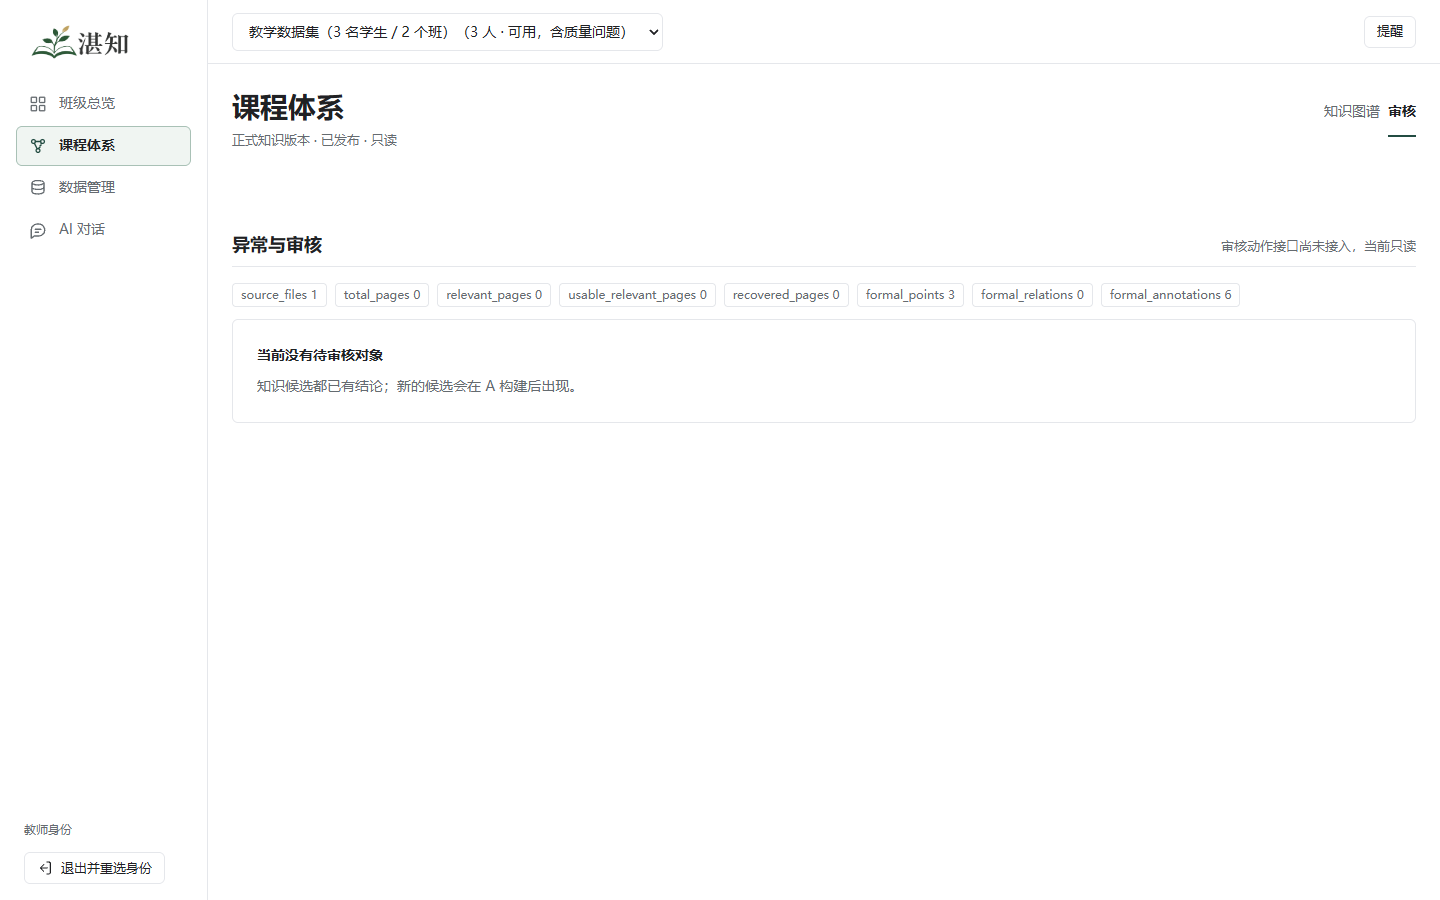 湛知
教学数据集（3 名学生 / 2 个班）（3 人 · 可用，含质量问题）
提醒
班级总览
课程体系
数据管理
AI 对话
课程体系
正式知识版本 · 已发布 · 只读
知识图谱 审核
异常与审核
审核动作接口尚未接入，当前只读
source_files 1 total_pages 0 relevant_pages 0 usable_relevant_pages 0 recovered_pages 0 formal_points 3 formal_relations 0 formal_annotations 6
当前没有待审核对象
知识候选都已有结论；新的候选会在 A 构建后出现。
教师身份
退出并重选身份